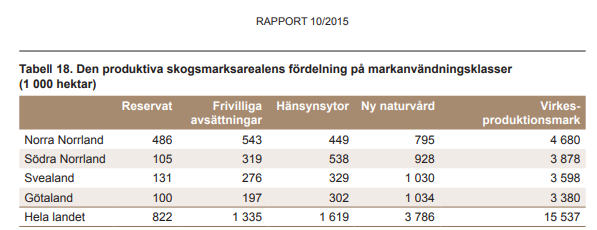 RAPPORT 10/2015
Tabell 18. Den produktiva skogsmarksarealens fördelning på markanvändningsklasser
(1 000 hektar)
Reservat Frivilliga avsättningar Hänsynsytor Ny naturvård Virkes-produktionsmark
Norra Norrland 486 543 449 795 4 680
Södra Norrland 105 319 538 928 3 878
Svealand 131 276 329 1 030 3 598
Götaland 100 197 302 1 034 3 380
Hela landet 822 1 335 1 619 3 786 15 537